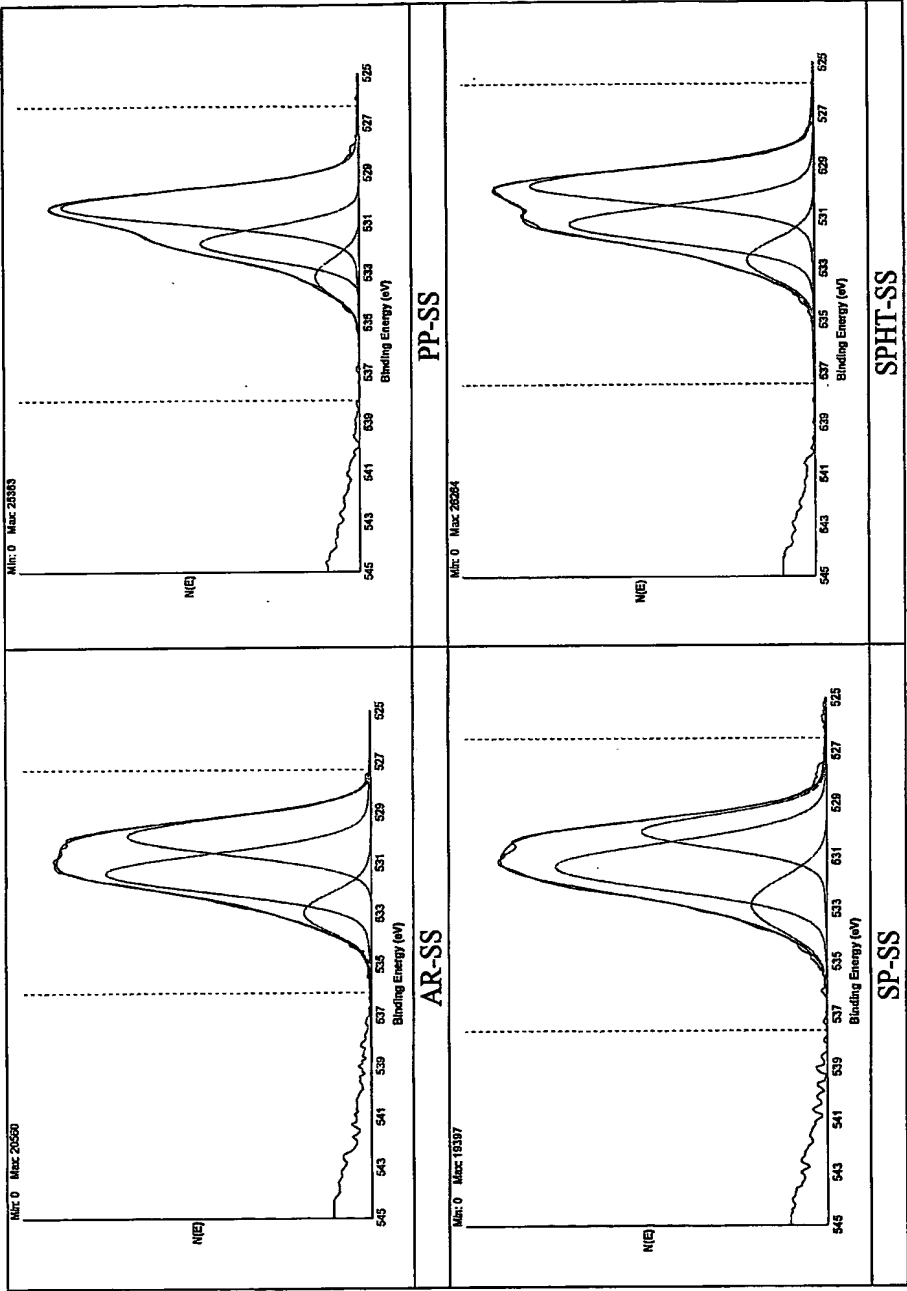 Min: 0 Max: 20560
N(E)
545 543 541 539 537 535 533 531 529 527 525
Binding Energy (eV)
AR-SS
Min: 0 Max: 25363
N(E)
545 543 541 539 537 535 533 531 529 527 525
Binding Energy (eV)
PP-SS
Min: 0 Max: 19397
N(E)
545 543 541 539 537 535 533 531 529 527 525
Binding Energy (eV)
SP-SS
Min: 0 Max: 26264
N(E)
545 543 541 539 537 535 533 531 529 527 525
Binding Energy (eV)
SPHT-SS